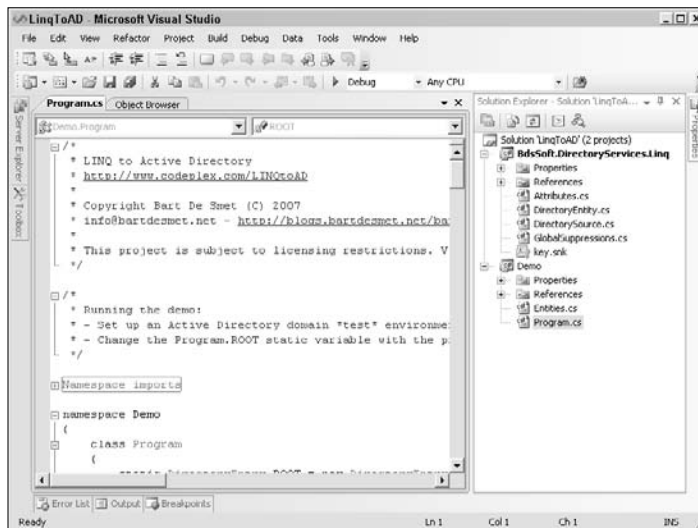 LinqToAD - Microsoft Visual Studio
File Edit View Refactor Project Build Debug Data Tools Window Help
Debug Any CPU
Program.cs Object Browser
Solution Explorer - Solution 'LinqToA...
Demo.Program ROOT
/*
* LINQ to Active Directory
* http://www.codeplex.com/LINQtoAD
*
* Copyright Bart De Smet (C) 2007
* info@bartdesmet.net - http://blogs.bartdesmet.net/ba
*
* This project is subject to licensing restrictions. V
*/
/*
* Running the demo:
* - Set up an Active Directory domain "test" environme
* - Change the Program.ROOT static variable with the p
*/
Namespace imports
namespace Demo
{
class Program
{
static DirectoryEntry ROOT = new DirectoryEntry
Solution 'LinqToAD' (2 projects)
BdsSoft.DirectoryServices.Linq
Properties
References
Attributes.cs
DirectoryEntity.cs
DirectorySource.cs
GlobalSuppressions.cs
key.snk
Demo
Properties
References
Entities.cs
Program.cs
Server Explorer
Toolbox
Properties
Error List Output Breakpoints
Ready Ln 1 Col 1 Ch 1 INS